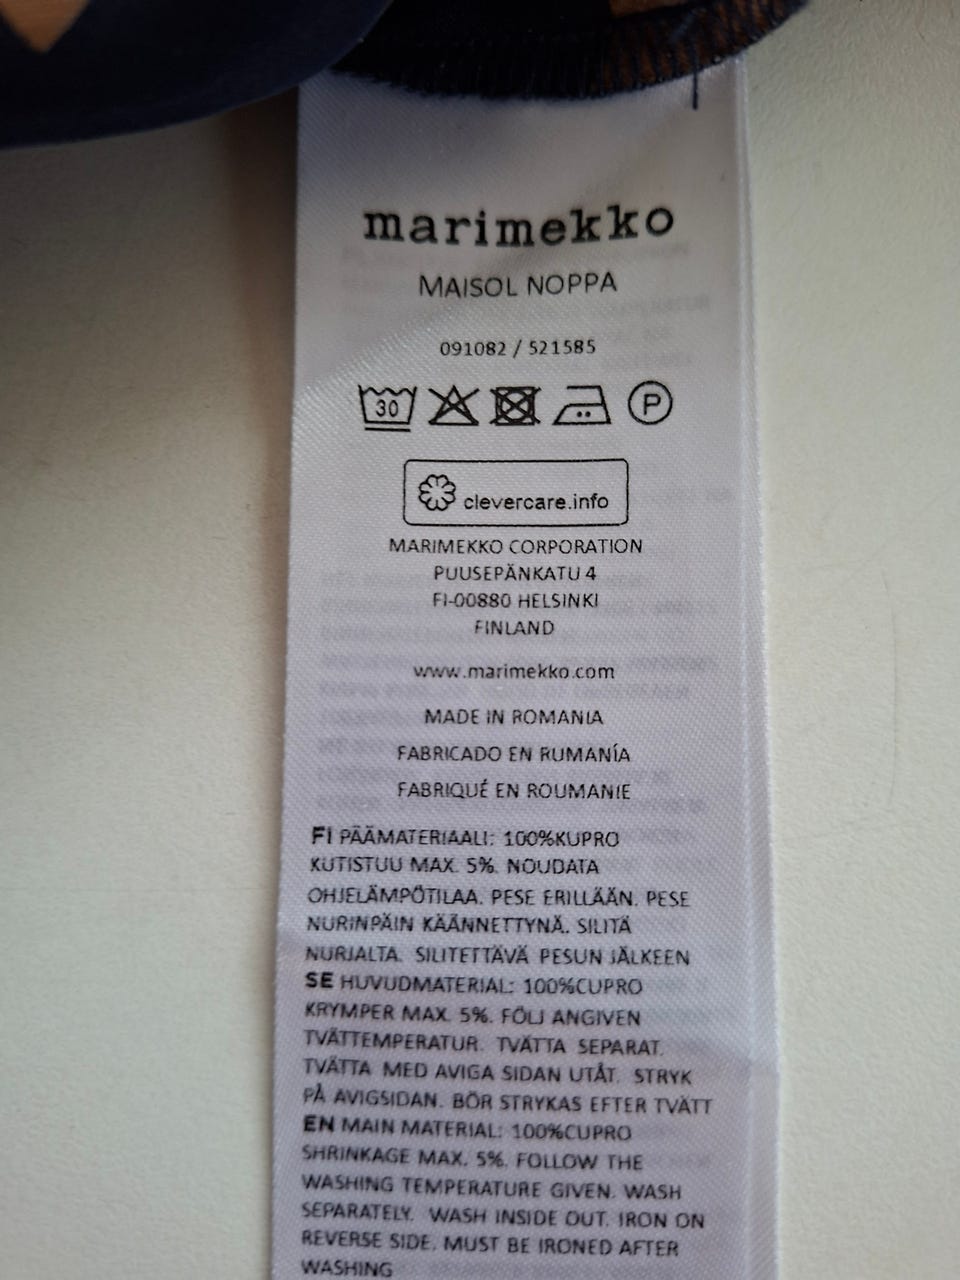 marimekko
MAISOL NOPPA
091082 / 521585
30 P
clevercare.info
MARIMEKKO CORPORATION
PUUSEPÄNKATU 4
FI-00880 HELSINKI
FINLAND
www.marimekko.com
MADE IN ROMANIA
FABRICADO EN RUMANÍA
FABRIQUÉ EN ROUMANIE
FI PÄÄMATERIAALI: 100%KUPRO
KUTISTUU MAX. 5%. NOUDATA
OHJELÄMPÖTILAA. PESE ERILLÄÄN. PESE
NURINPÄIN KÄÄNNETTYNÄ. SILITÄ
NURJALTA. SILITETTÄVÄ PESUN JÄLKEEN
SE HUVUDMATERIAL: 100%CUPRO
KRYMPER MAX. 5%. FÖLJ ANGIVEN
TVÄTTEMPERATUR. TVÄTTA SEPARAT.
TVÄTTA MED AVIGA SIDAN UTÅT. STRYK
PÅ AVIGSIDAN. BÖR STRYKAS EFTER TVÄTT
EN MAIN MATERIAL: 100%CUPRO
SHRINKAGE MAX. 5%. FOLLOW THE
WASHING TEMPERATURE GIVEN. WASH
SEPARATELY. WASH INSIDE OUT. IRON ON
REVERSE SIDE. MUST BE IRONED AFTER
WASHING